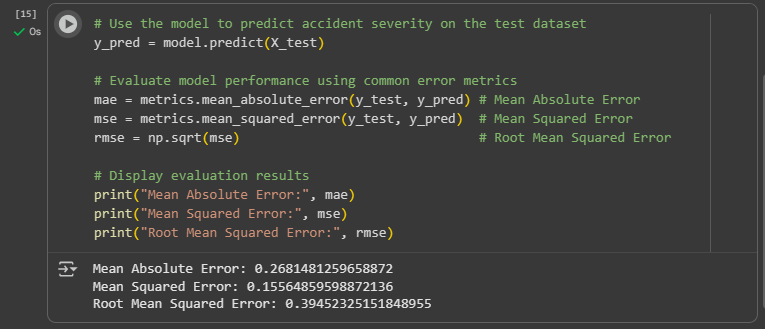 [15]
0s
# Use the model to predict accident severity on the test dataset
y_pred = model.predict(X_test)
# Evaluate model performance using common error metrics
mae = metrics.mean_absolute_error(y_test, y_pred) # Mean Absolute Error
mse = metrics.mean_squared_error(y_test, y_pred)  # Mean Squared Error
rmse = np.sqrt(mse)                               # Root Mean Squared Error
# Display evaluation results
print("Mean Absolute Error:", mae)
print("Mean Squared Error:", mse)
print("Root Mean Squared Error:", rmse)
Mean Absolute Error: 0.2681481259658872
Mean Squared Error: 0.15564859598872136
Root Mean Squared Error: 0.39452325151848955